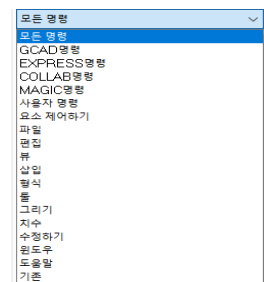 모든 명령
모든 명령
GCAD명령
EXPRESS명령
COLLAB명령
MAGIC명령
사용자 명령
요소 제어하기
파일
편집
뷰
삽입
형식
툴
그리기
치수
수정하기
윈도우
도움말
기존